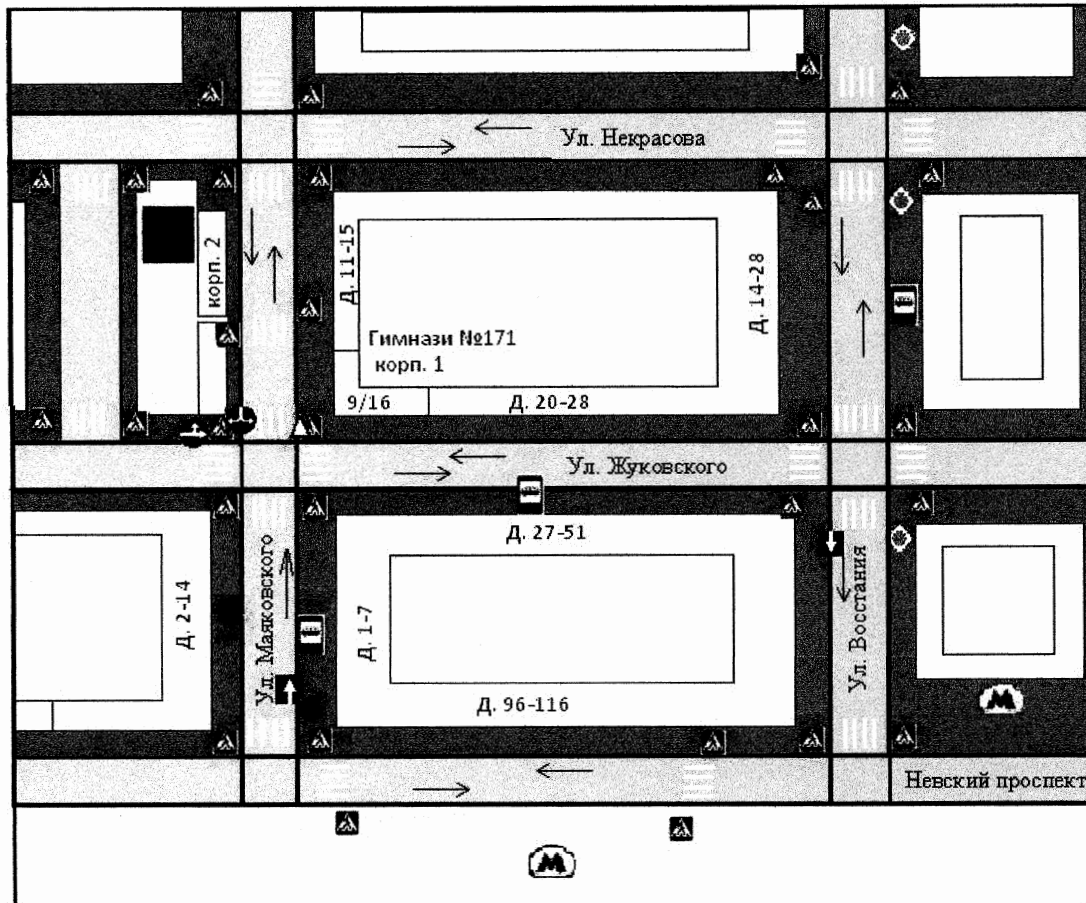 Ул. Некрасова
корп. 2
Д. 11-15
Д. 14-28
Гимнази №171
корп. 1
9/16
Д. 20-28
Ул. Жуковского
Д. 27-51
Д. 2-14
Ул. Маяковского
Д. 1-7
Ул. Восстания
Д. 96-116
М
Невский проспект
М